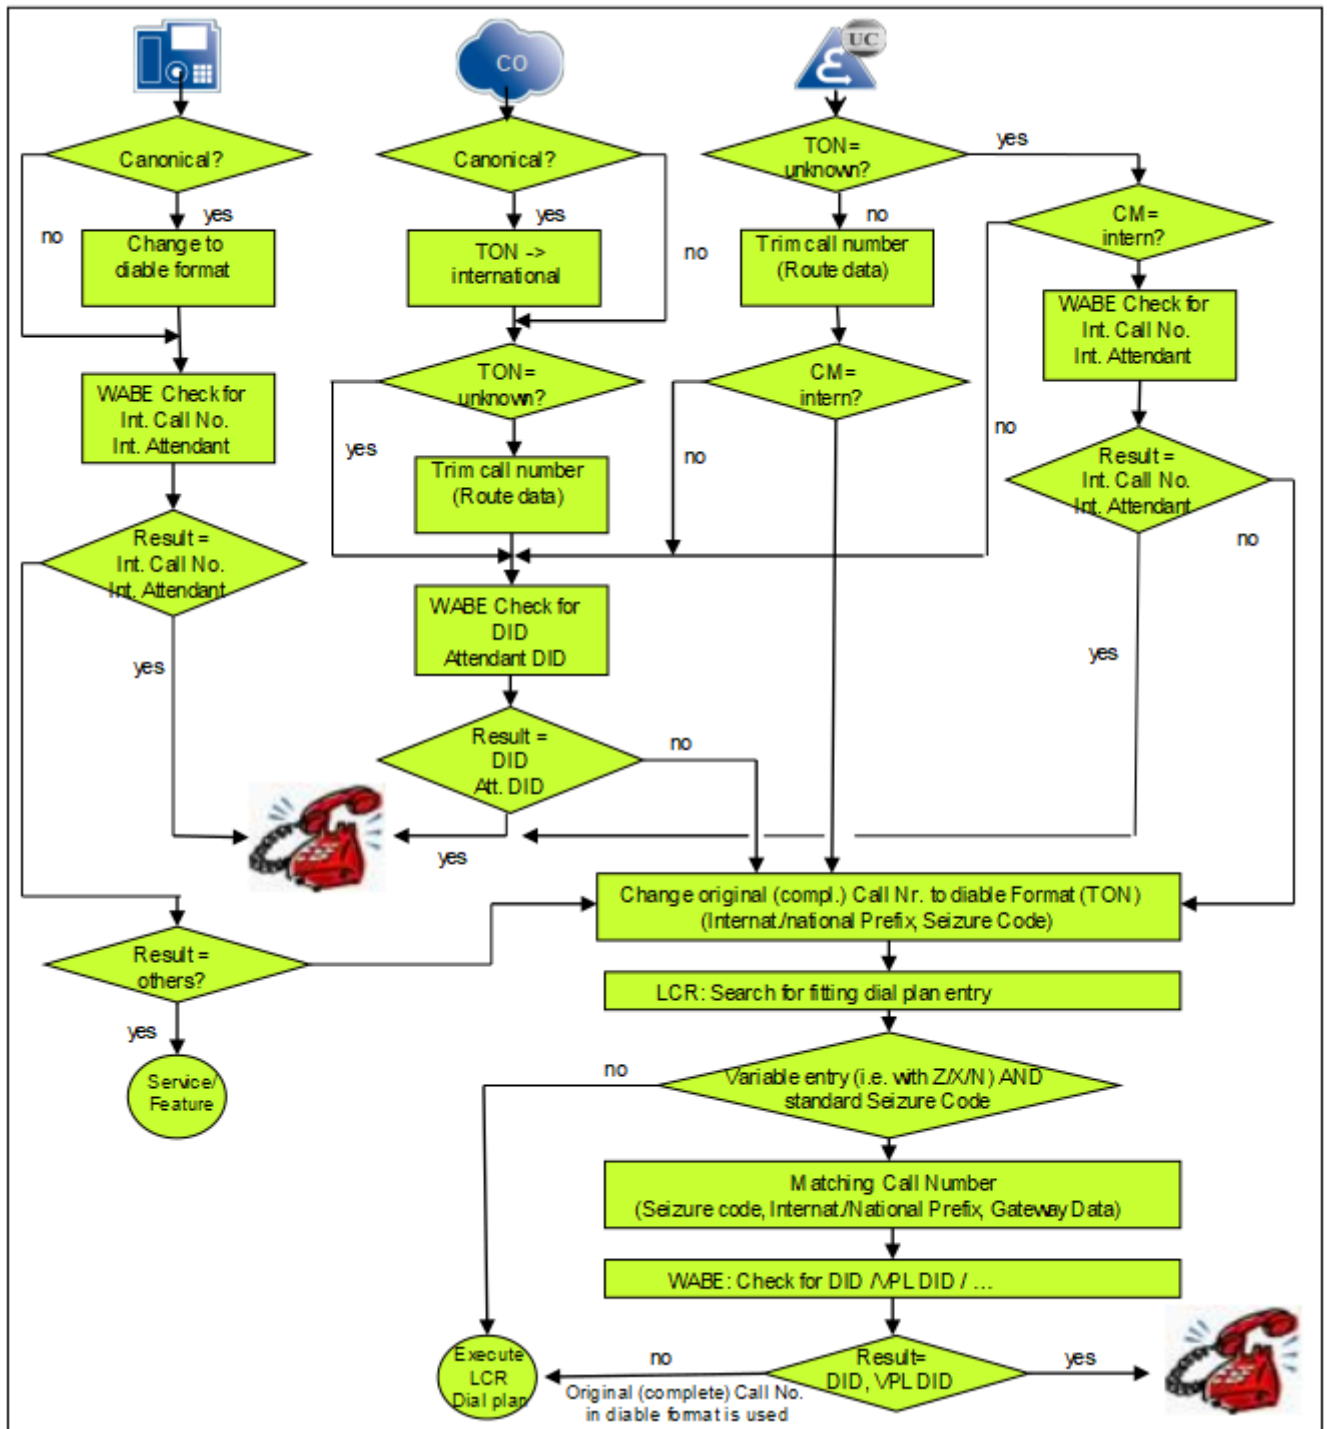 CO
UC
Canonical?
Canonical?
TON=
unknown?
yes
no
yes
Change to
diable format
no
yes
TON ->
international
no
Trim call number
(Route data)
CM=
intern?
WABE Check for
Int. Call No.
Int. Attendant
WABE Check for
Int. Call No.
Int. Attendant
TON=
unknown?
CM=
intern?
yes
Trim call number
(Route data)
no
no
Result =
Int. Call No.
Int. Attendant
no
Result =
Int. Call No.
Int. Attendant
WABE Check for
DID
Attendant DID
yes
yes
Result =
DID
Att. DID
no
yes
Change original (compl.) Call Nr. to diable Format (TON)
(Internat./national Prefix, Seizure Code)
Result =
others?
LCR: Search for fitting dial plan entry
yes
Service/
Feature
no
Variable entry (i.e. with Z/X/N) AND
standard Seizure Code
Matching Call Number
(Seizure code, Internat./National Prefix, Gateway Data)
WABE: Check for DID /VPL DID / ...
Execute
LCR
Dial plan
no
Original (complete) Call No.
in diable format is used
Result=
DID, VPL DID
yes